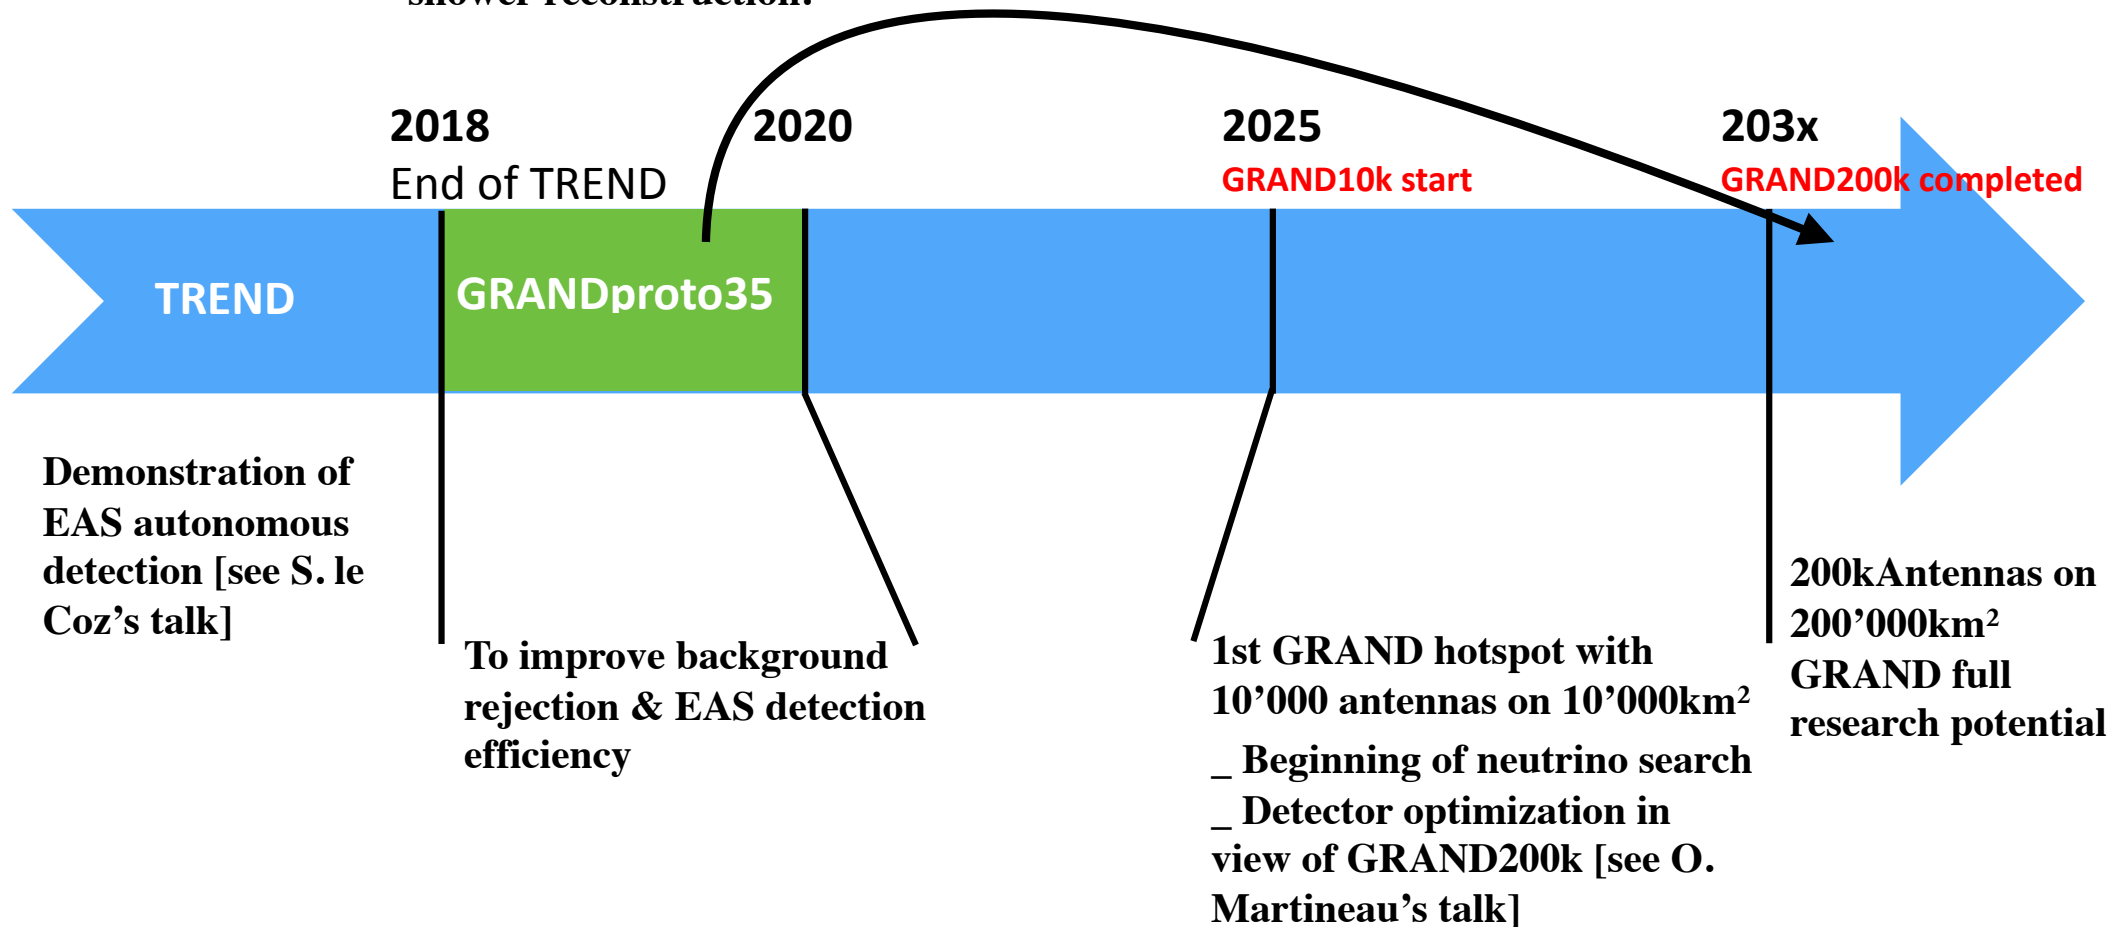 shower reconstruction.
2018
End of TREND
2020
2025
GRAND10k start
203x
GRAND200k completed
TREND
GRANDproto35
Demonstration of
EAS autonomous
detection [see S. le
Coz’s talk]
To improve background
rejection & EAS detection
efficiency
1st GRAND hotspot with
10’000 antennas on 10’000km²
_ Beginning of neutrino search
_ Detector optimization in
view of GRAND200k [see O.
Martineau’s talk]
200kAntennas on
200’000km²
GRAND full
research potential